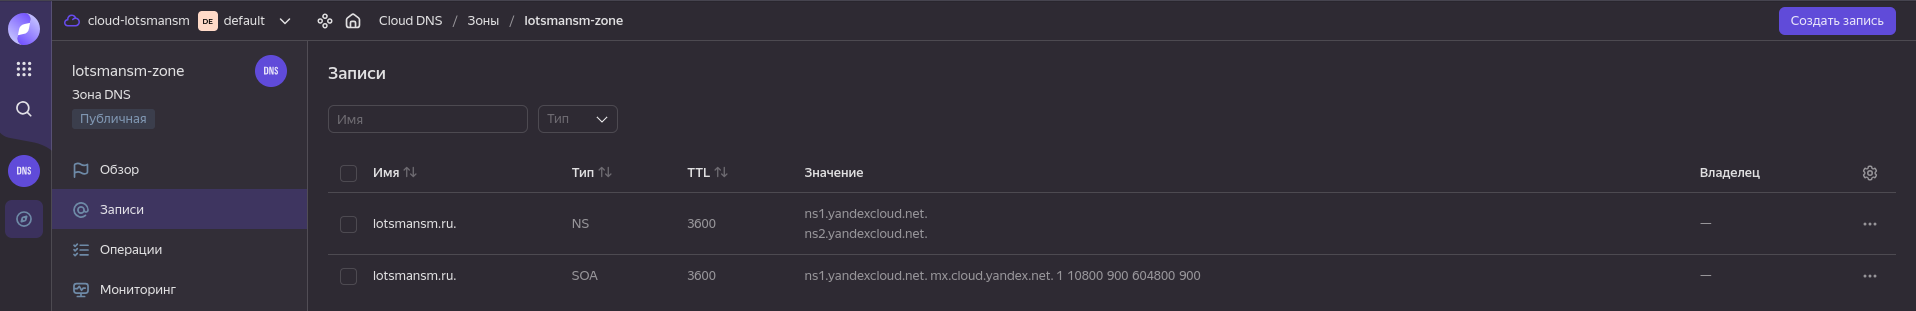 cloud-lotsmansm DE default Cloud DNS / Зоны / lotsmansm-zone Создать запись
lotsmansm-zone DNS
Зона DNS
Публичная
DNS
Обзор
Записи
Операции
Мониторинг
Записи
Имя Тип
Имя Тип TTL Значение Владелец
lotsmansm.ru. NS 3600 ns1.yandexcloud.net. —
ns2.yandexcloud.net.
lotsmansm.ru. SOA 3600 ns1.yandexcloud.net. mx.cloud.yandex.net. 1 10800 900 604800 900 —